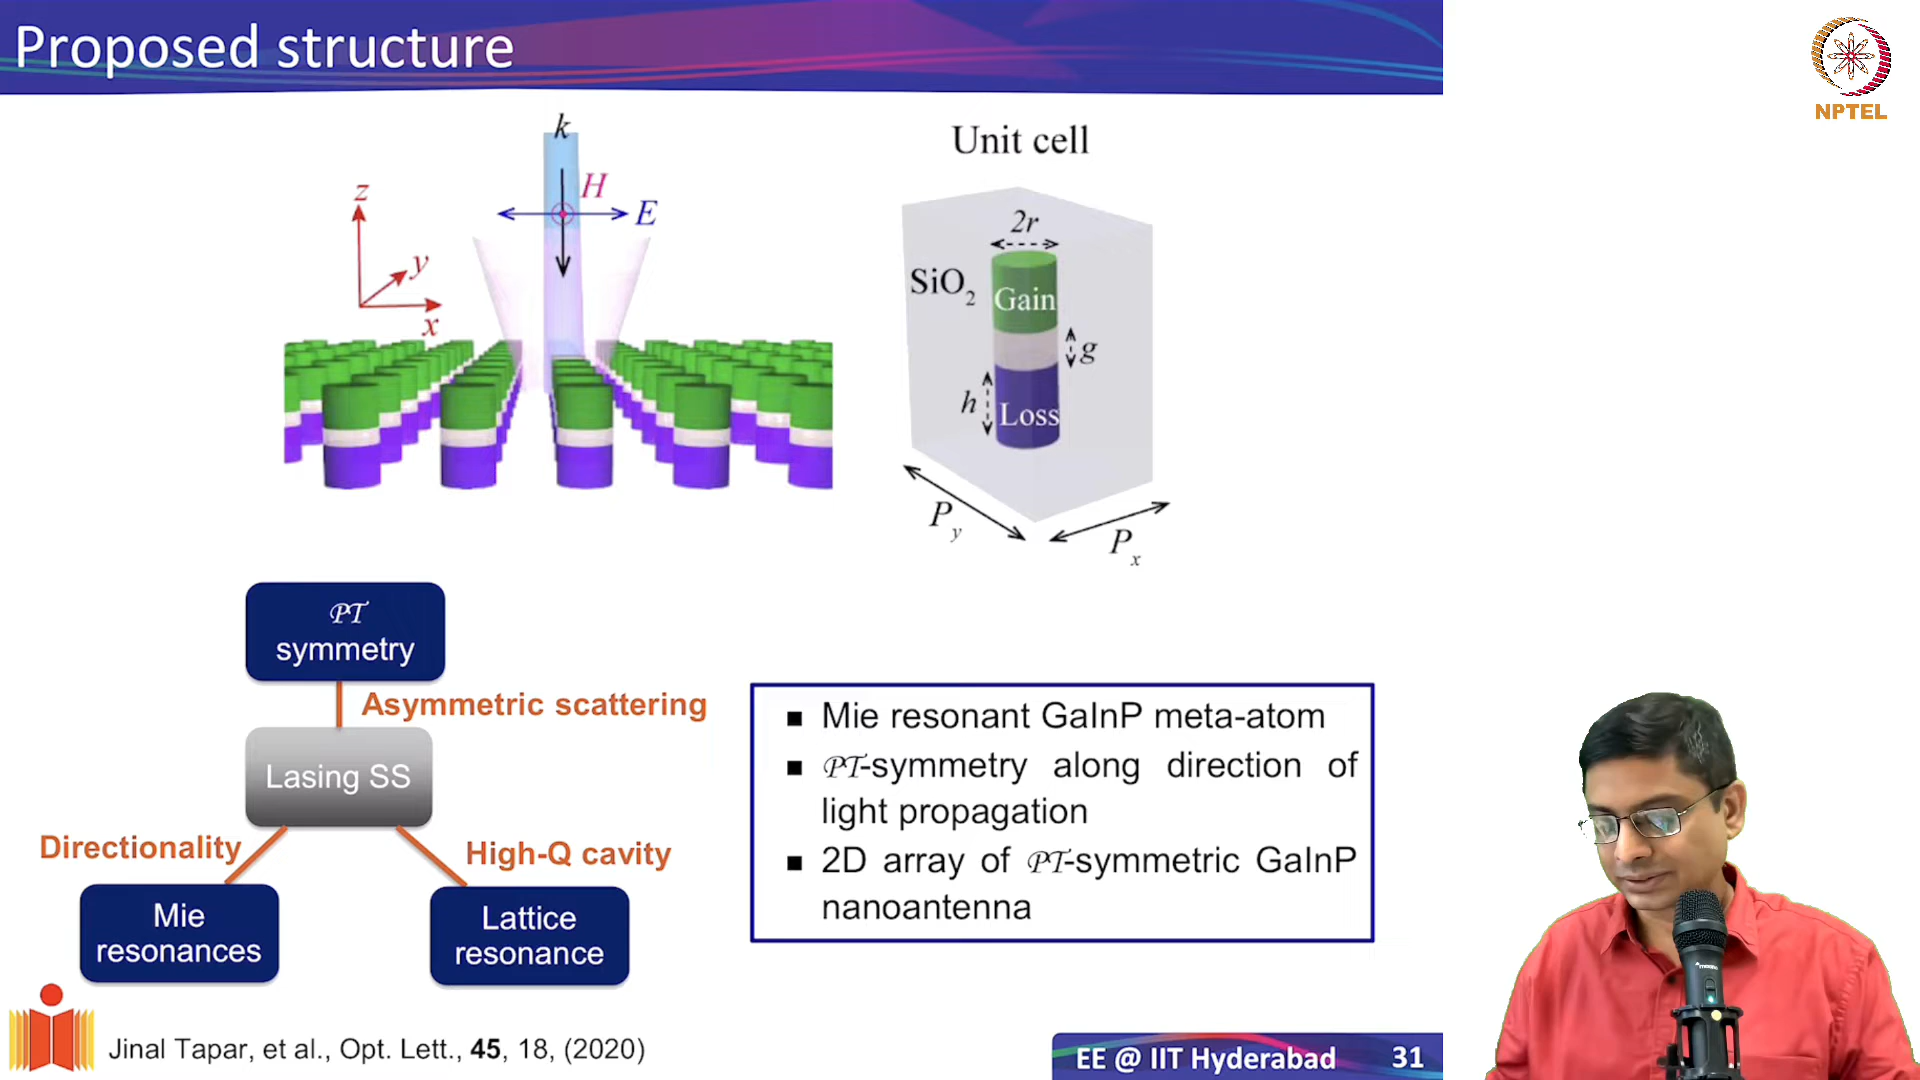 Proposed structure
NPTEL
k
H
E
z
y
x
Unit cell
2r
SiO₂
Gain
g
h
Loss
P_y
P_x
𝒫𝒯
symmetry
Asymmetric scattering
Lasing SS
Directionality
High-Q cavity
Mie
resonances
Lattice
resonance
▪ Mie resonant GaInP meta-atom
▪ 𝒫𝒯-symmetry along direction of
light propagation
▪ 2D array of 𝒫𝒯-symmetric GaInP
nanoantenna
Jinal Tapar, et al., Opt. Lett., 45, 18, (2020)
EE @ IIT Hyderabad 31